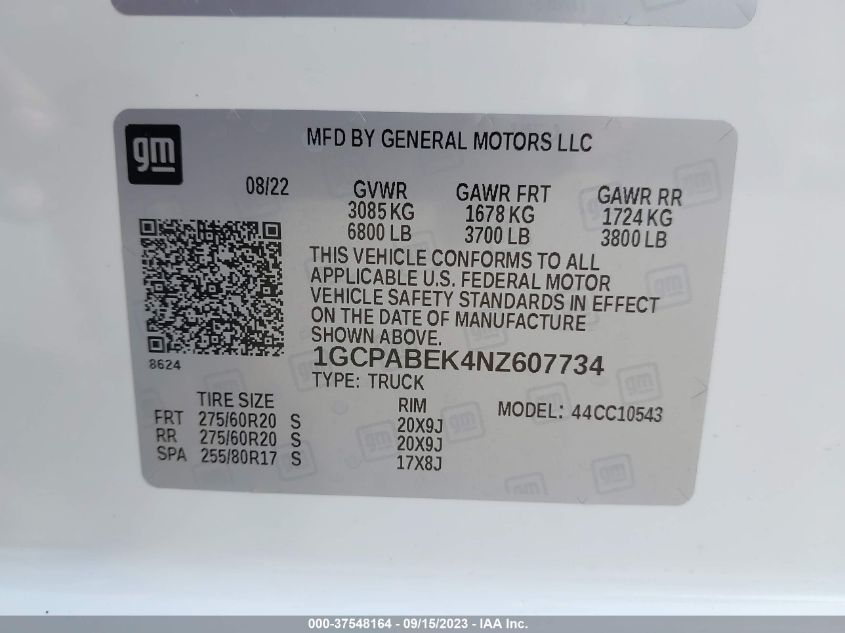 gm
MFD BY GENERAL MOTORS LLC
08/22 GVWR GAWR FRT GAWR RR
3085 KG 1678 KG 1724 KG
6800 LB 3700 LB 3800 LB
THIS VEHICLE CONFORMS TO ALL
APPLICABLE U.S. FEDERAL MOTOR
VEHICLE SAFETY STANDARDS IN EFFECT
ON THE DATE OF MANUFACTURE
SHOWN ABOVE.
8624
1GCPABEK4NZ607734
TYPE: TRUCK
TIRE SIZE RIM MODEL: 44CC10543
FRT 275/60R20 S 20X9J
RR 275/60R20 S 20X9J
SPA 255/80R17 S 17X8J
000-37548164 - 09/15/2023 - IAA Inc.